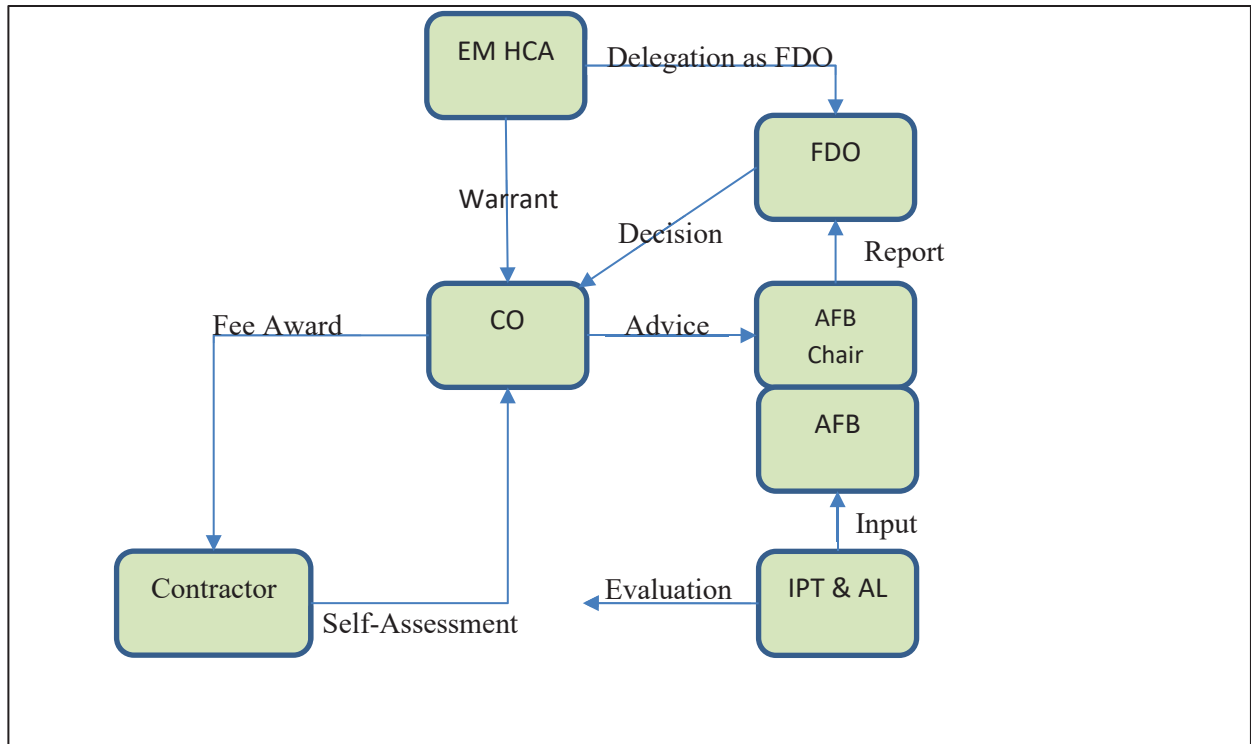 EM HCA
Delegation as FDO
FDO
Warrant
Decision
Report
Fee Award
CO
Advice
AFB
Chair
AFB
Input
Contractor
Evaluation
IPT & AL
Self-Assessment